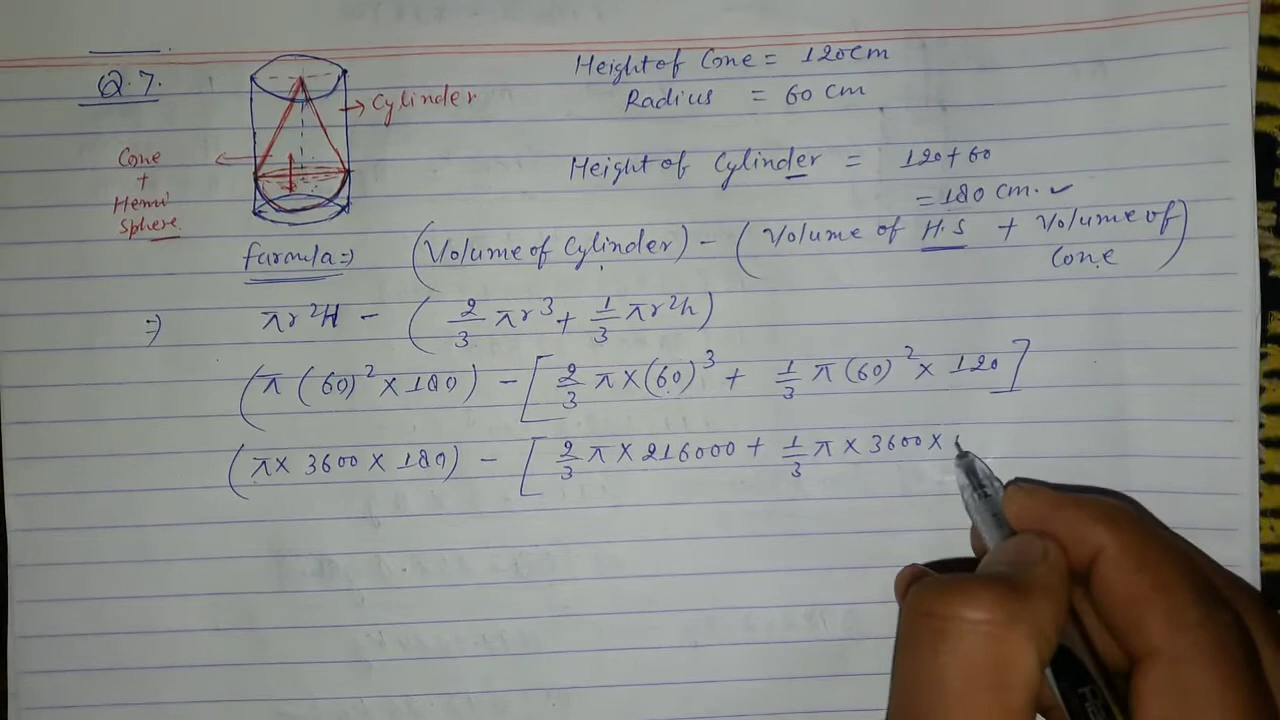 Q.7.
Height of Cone = 120cm
Radius = 60 cm
→ Cylinder
Cone
+
Hemi
Sphere.
Height of Cylinder = 120+60
= 180 cm. ✓
farmula=) (Volume of Cylinder) - (Volume of H.S + Volume of Cone)
=) πr²H - (2/3 πr³ + 1/3 πr²h)
(π(60)² × 180) - [2/3 π×(60)³ + 1/3 π(60)² × 120]
(π× 3600 × 180) - [2/3 π × 216000 + 1/3 π × 3600 ×